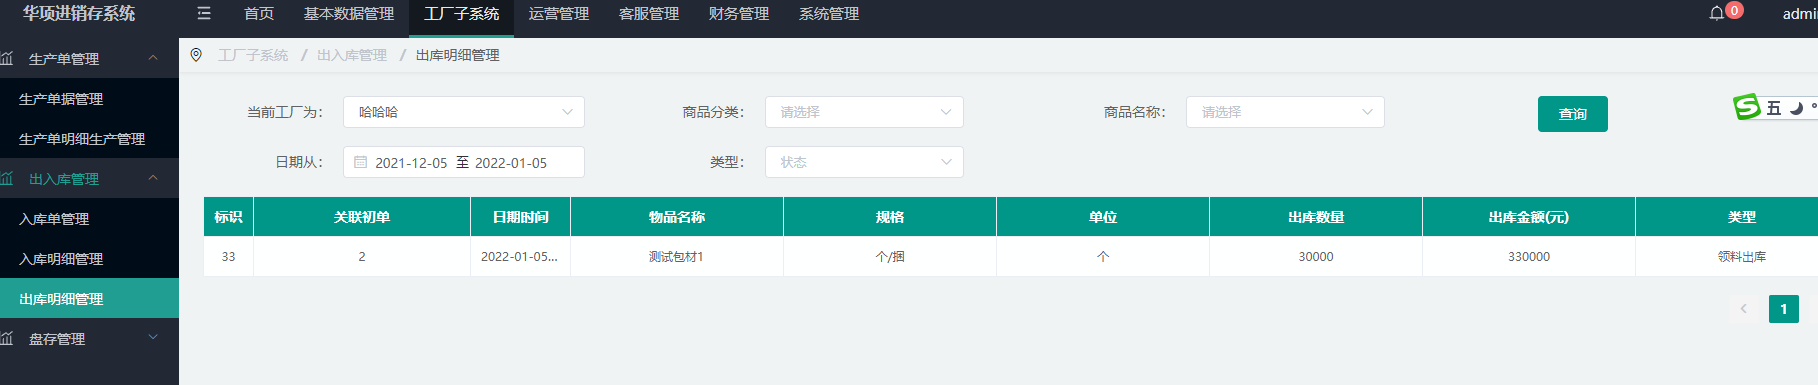 华项进销存系统
首页 基本数据管理 工厂子系统 运营管理 客服管理 财务管理 系统管理
0
admi
生产单管理
生产单据管理
生产单明细生产管理
出入库管理
入库单管理
入库明细管理
出库明细管理
盘存管理
工厂子系统 / 出入库管理 / 出库明细管理
当前工厂为: 哈哈哈 商品分类: 请选择 商品名称: 请选择 查询
日期从: 2021-12-05 至 2022-01-05 类型: 状态
S 五
标识 关联初单 日期时间 物品名称 规格 单位 出库数量 出库金额(元) 类型
33 2 2022-01-05... 测试包材1 个/捆 个 30000 330000 领料出库
1